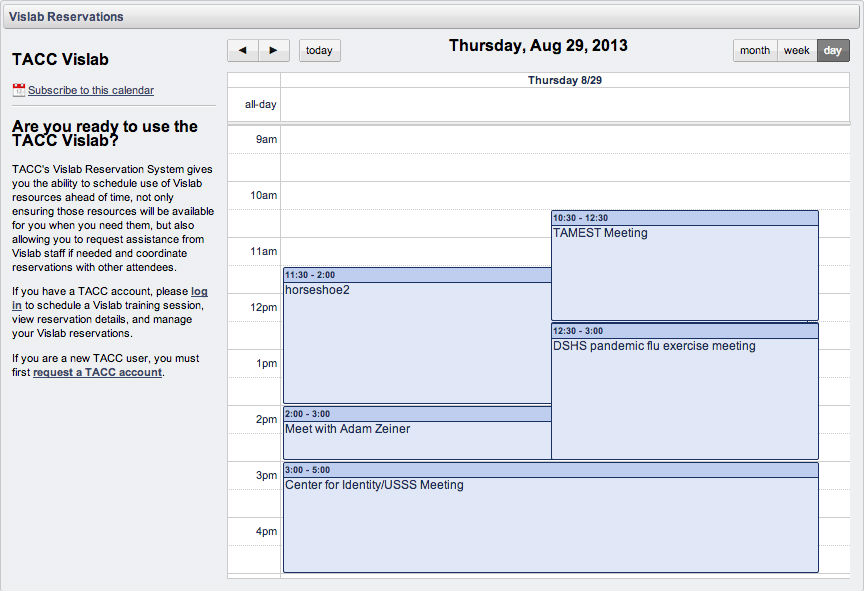 Vislab Reservations
TACC Vislab
Subscribe to this calendar
Are you ready to use the
TACC Vislab?
TACC's Vislab Reservation System gives
you the ability to schedule use of Vislab
resources ahead of time, not only
ensuring those resources will be available
for you when you need them, but also
allowing you to request assistance from
Vislab staff if needed and coordinate
reservations with other attendees.
If you have a TACC account, please log
in to schedule a Vislab training session,
view reservation details, and manage
your Vislab reservations.
If you are a new TACC user, you must
first request a TACC account.
◄ ► today
Thursday, Aug 29, 2013
month week day
Thursday 8/29
all-day
9am
10am
10:30 - 12:30
TAMEST Meeting
11am
11:30 - 2:00
horseshoe2
12pm
12:30 - 3:00
DSHS pandemic flu exercise meeting
1pm
2:00 - 3:00
2pm
Meet with Adam Zeiner
3:00 - 5:00
3pm
Center for Identity/USSS Meeting
4pm